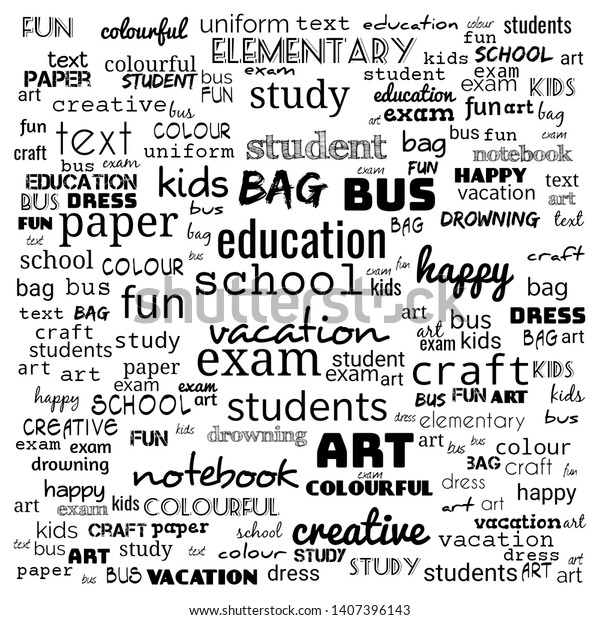 FUN colourful uniform text education colour students
ELEMENTARY fun
text colourful kids SCHOOL art
PAPER STUDENT bus exam student exam
art FUN study education exam KIDS
creative bus art exam fun art bag
fun text COLOUR student bag bus fun exam
craft uniform notebook
bus exam kids BAG BUS exam FUN HAPPY text
EDUCATION vacation art
BUS DRESS bus
FUN paper bag education BAG DROWNING text
text
school COLOUR bus school exam fun happy craft
bag bus fun kids bag
text BAG vacation art bus DRESS
craft study art exam kids BAG art
students exam student
art art paper exam art craft KIDS
exam exam
happy SCHOOL art students BUS FUN ART kids
CREATIVE dress elementary bus
exam exam FUN kids drowning ART art bus bus colour
drowning notebook exam BAG craft fun
happy COLOURFUL dress happy
art exam kids COLOURFUL art art
kids CRAFT paper school creative vacation art
text bus ART study text colour STUDY vacation dress
paper bus BUS VACATION dress STUDY students ART art
shutterstock
www.shutterstock.com · 1407396143